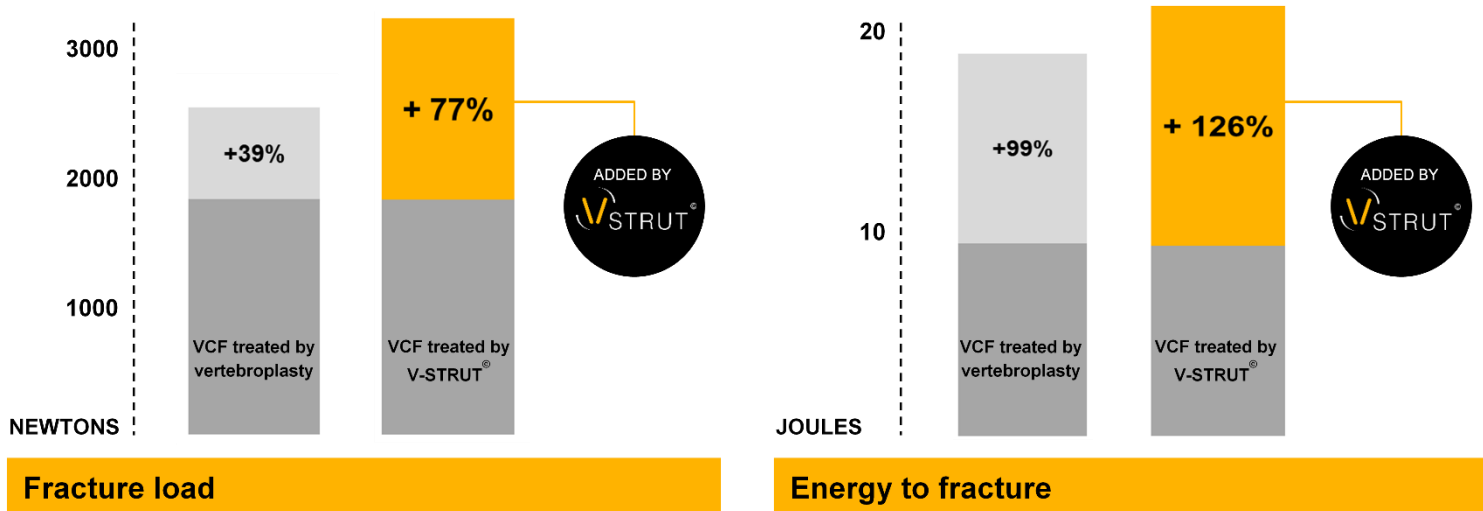 3000
2000
1000
NEWTONS
+39%
VCF treated by
vertebroplasty
+ 77%
VCF treated by
V-STRUT©
ADDED BY
V STRUT©
Fracture load
20
10
JOULES
+99%
VCF treated by
vertebroplasty
+ 126%
VCF treated by
V-STRUT©
ADDED BY
V STRUT©
Energy to fracture